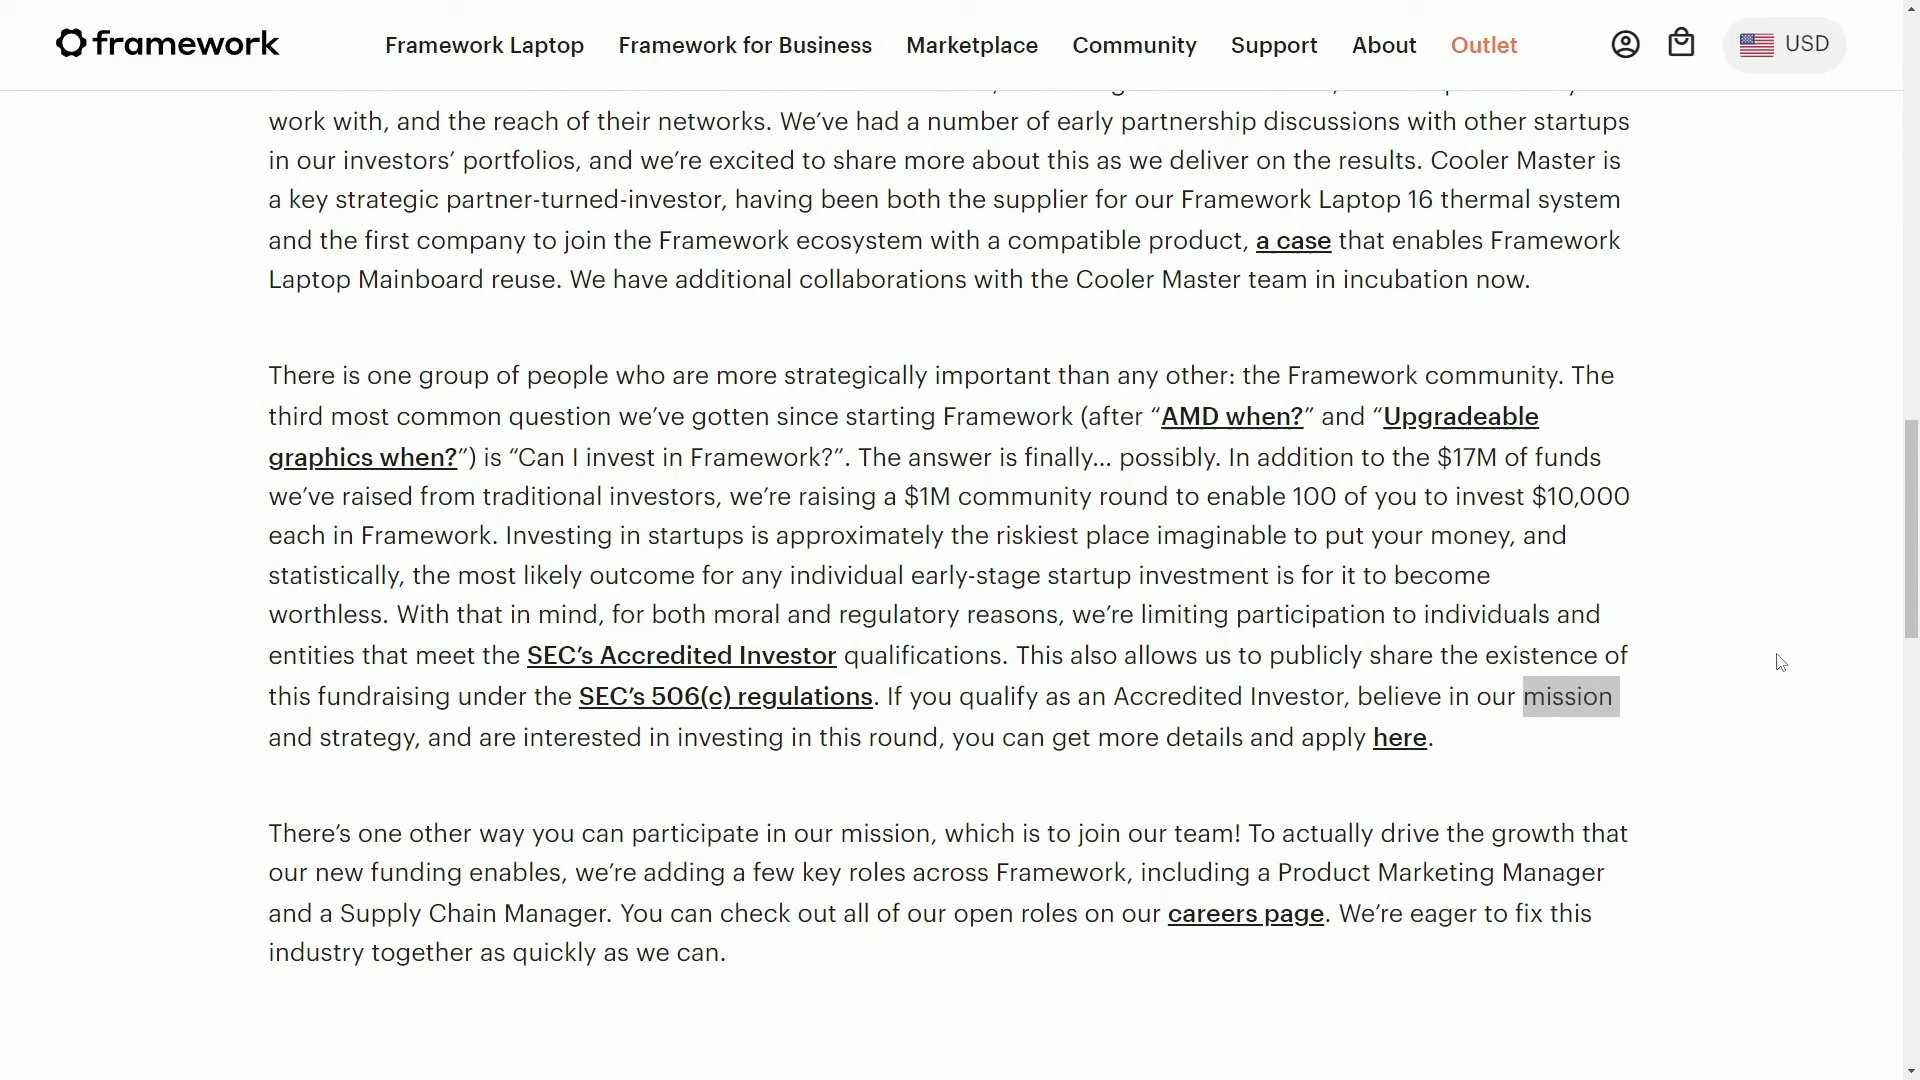 framework
Framework Laptop Framework for Business Marketplace Community Support About Outlet USD
work with, and the reach of their networks. We’ve had a number of early partnership discussions with other startups
in our investors’ portfolios, and we’re excited to share more about this as we deliver on the results. Cooler Master is
a key strategic partner-turned-investor, having been both the supplier for our Framework Laptop 16 thermal system
and the first company to join the Framework ecosystem with a compatible product, a case that enables Framework
Laptop Mainboard reuse. We have additional collaborations with the Cooler Master team in incubation now.
There is one group of people who are more strategically important than any other: the Framework community. The
third most common question we’ve gotten since starting Framework (after “AMD when?” and “Upgradeable
graphics when?”) is “Can I invest in Framework?”. The answer is finally... possibly. In addition to the $17M of funds
we’ve raised from traditional investors, we’re raising a $1M community round to enable 100 of you to invest $10,000
each in Framework. Investing in startups is approximately the riskiest place imaginable to put your money, and
statistically, the most likely outcome for any individual early-stage startup investment is for it to become
worthless. With that in mind, for both moral and regulatory reasons, we’re limiting participation to individuals and
entities that meet the SEC’s Accredited Investor qualifications. This also allows us to publicly share the existence of
this fundraising under the SEC’s 506(c) regulations. If you qualify as an Accredited Investor, believe in our mission
and strategy, and are interested in investing in this round, you can get more details and apply here.
There’s one other way you can participate in our mission, which is to join our team! To actually drive the growth that
our new funding enables, we’re adding a few key roles across Framework, including a Product Marketing Manager
and a Supply Chain Manager. You can check out all of our open roles on our careers page. We’re eager to fix this
industry together as quickly as we can.